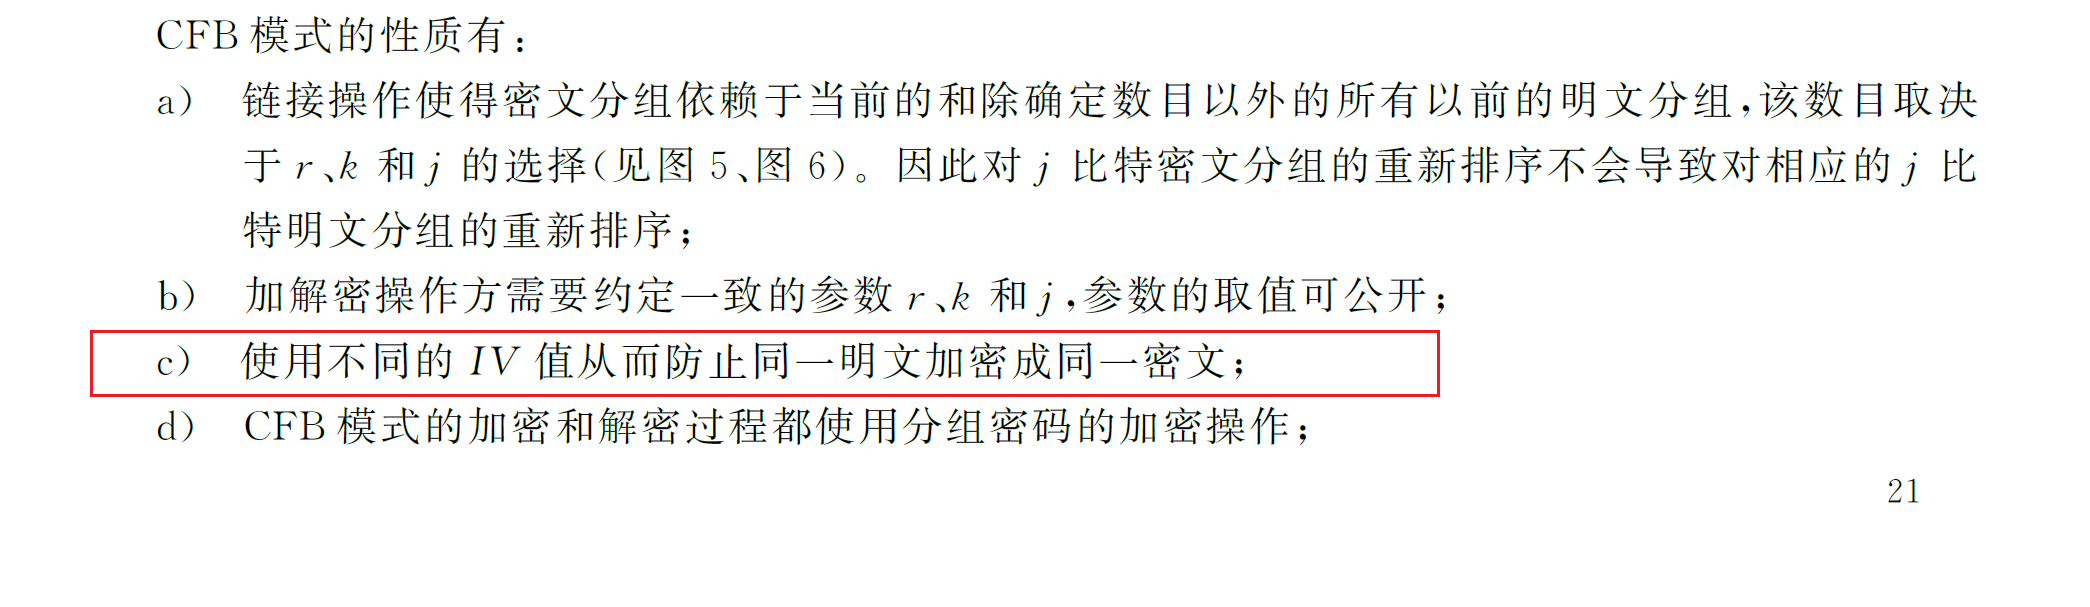 CFB 模式的性质有：
a） 链接操作使得密文分组依赖于当前的和除确定数目以外的所有以前的明文分组，该数目取决
于 r、k 和 j 的选择（见图 5、图 6）。因此对 j 比特密文分组的重新排序不会导致对相应的 j 比
特明文分组的重新排序；
b） 加解密操作方需要约定一致的参数 r、k 和 j，参数的取值可公开；
c） 使用不同的 IV 值从而防止同一明文加密成同一密文；
d） CFB 模式的加密和解密过程都使用分组密码的加密操作；
21